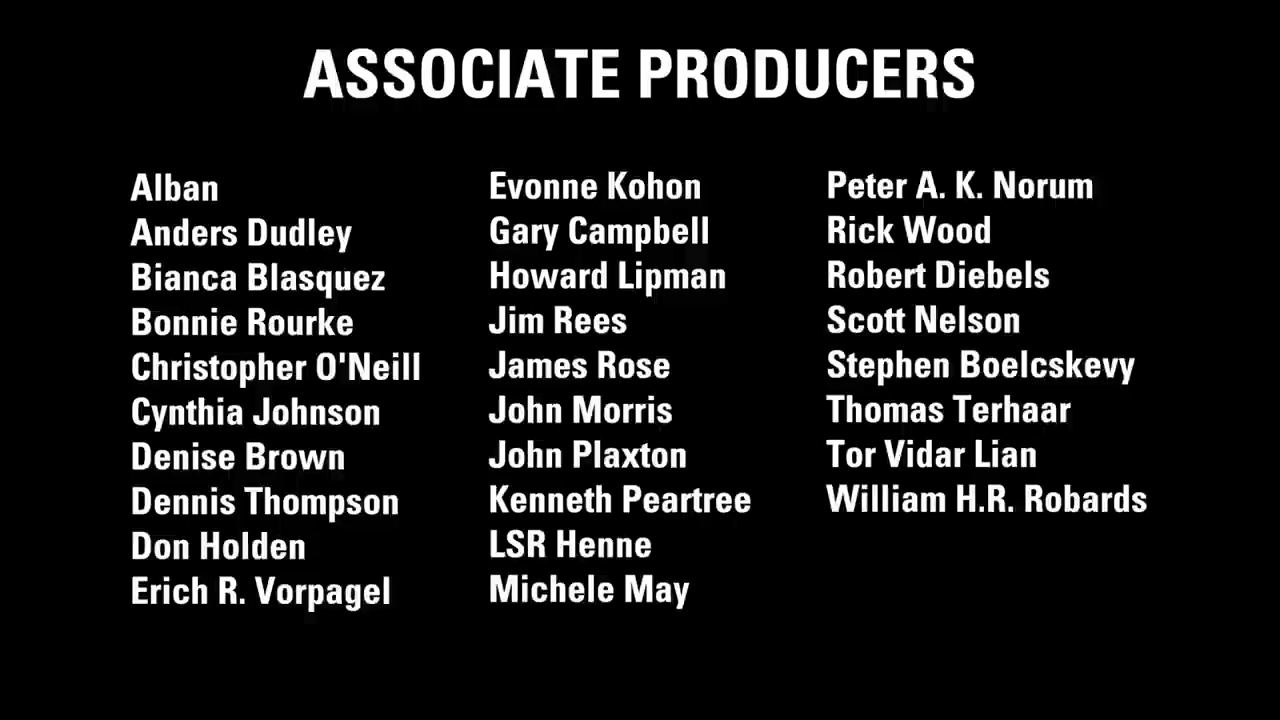 ASSOCIATE PRODUCERS
Alban
Anders Dudley
Bianca Blasquez
Bonnie Rourke
Christopher O'Neill
Cynthia Johnson
Denise Brown
Dennis Thompson
Don Holden
Erich R. Vorpagel
Evonne Kohon
Gary Campbell
Howard Lipman
Jim Rees
James Rose
John Morris
John Plaxton
Kenneth Peartree
LSR Henne
Michele May
Peter A. K. Norum
Rick Wood
Robert Diebels
Scott Nelson
Stephen Boelcskevy
Thomas Terhaar
Tor Vidar Lian
William H.R. Robards